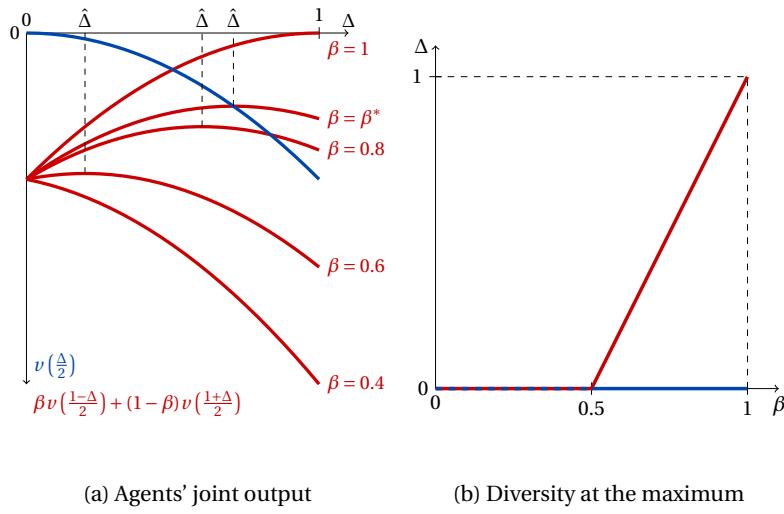 0 Δ̂ Δ̂ Δ̂ 1 Δ
0
β = 1
β = β*
β = 0.8
β = 0.6
β = 0.4
v(Δ/2)
βv((1−Δ)/2) + (1 − β)v((1+Δ)/2)
(a) Agents’ joint output
Δ
1
0
0 0.5 1 β
(b) Diversity at the maximum